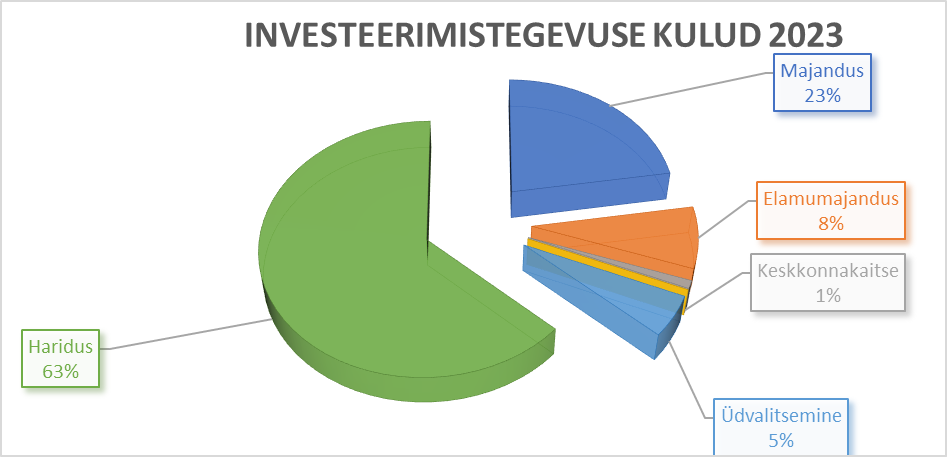 INVESTEERIMISTEGEVUSE KULUD 2023
Majandus
23%
Elamumajandus
8%
Keskkonnakaitse
1%
Üdvalitsemine
5%
Haridus
63%